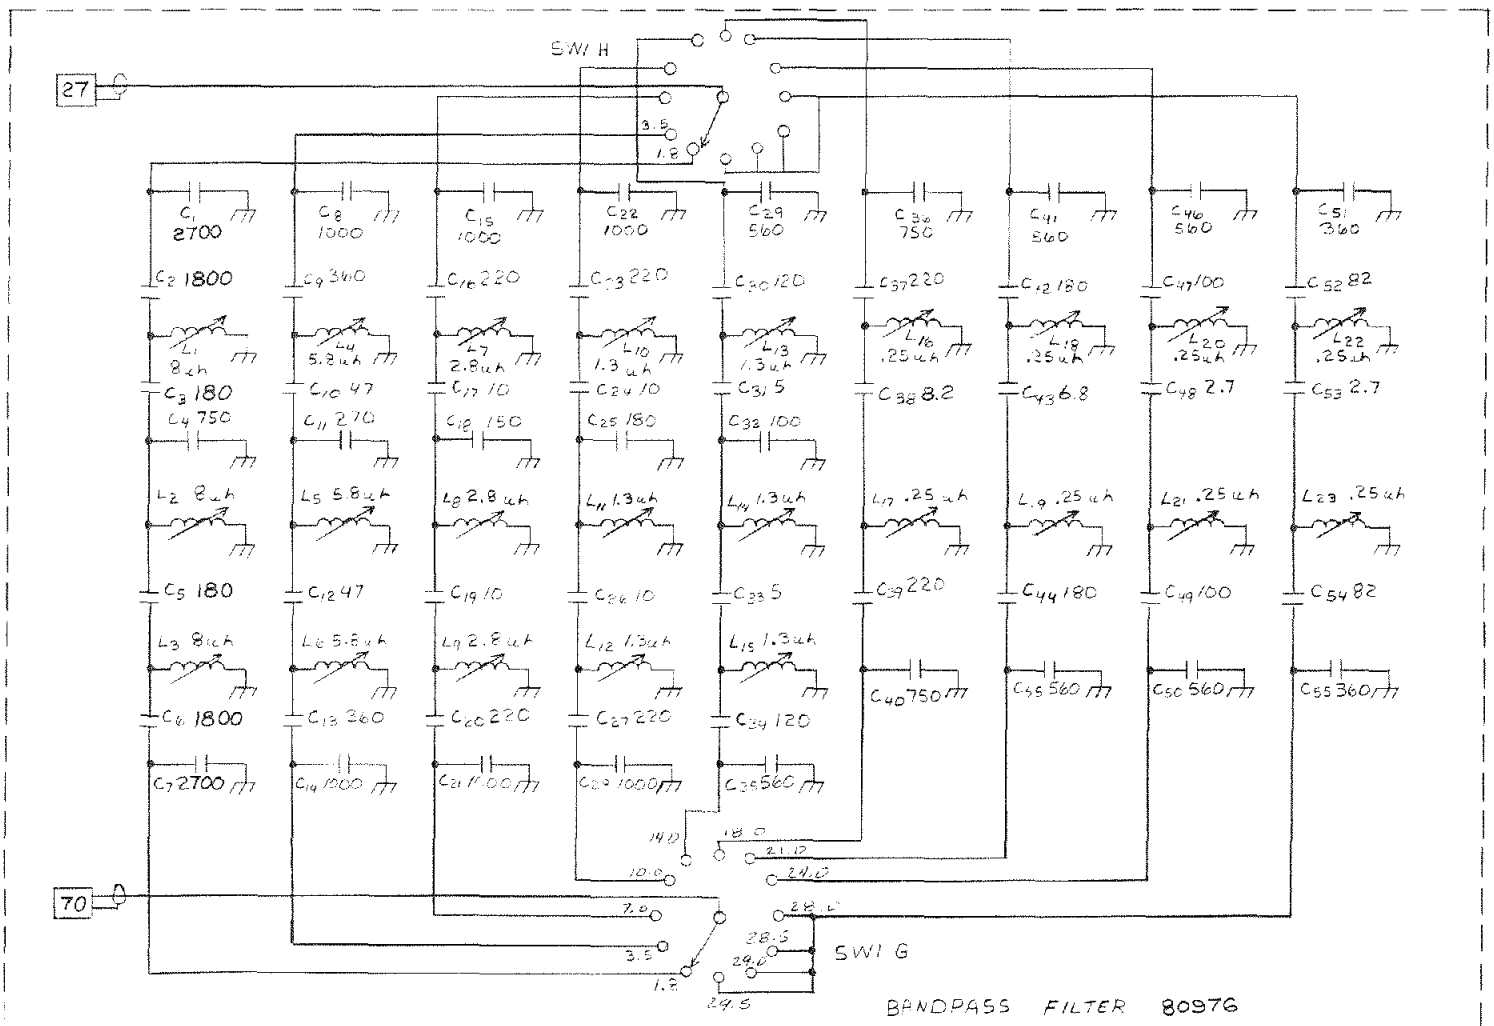 SW1 H
27
3.5
1.8
C1 2700
C8 1000
C15 1000
C22 1000
C29 560
C36 750
C41 560
C46 560
C51 360
C2 1800
C9 360
C16 220
C23 220
C30 120
C37 220
C42 180
C47 100
C52 82
L1 8uh
L4 5.8uh
L7 2.8uh
L10 1.3uh
L13 1.3uh
L16 .25uh
L18 .25uh
L20 .25uh
L22 .25uh
C3 180
C10 47
C17 10
C24 10
C31 5
C38 8.2
C43 6.8
C48 2.7
C53 2.7
C4 750
C11 270
C18 150
C25 180
C32 100
L2 8uh
L5 5.8uh
L8 2.8uh
L11 1.3uh
L14 1.3uh
L17 .25uh
L19 .25uh
L21 .25uh
L23 .25uh
C5 180
C12 47
C19 10
C26 10
C33 5
C39 220
C44 180
C49 100
C54 82
L3 8uh
L6 5.8uh
L9 2.8uh
L12 1.3uh
L15 1.3uh
C40 750
560
C50 560
C55 360
C6 1800
C13 360
C20 220
C27 220
C34 120
C7 2700
C14 1000
C21 1000
1000
C35 560
14.0
18.0
21.0
10.0
24.0
70
7.0
28.0
3.5
28.5
SW1 G
1.8
29.0
29.5
BANDPASS FILTER 80976